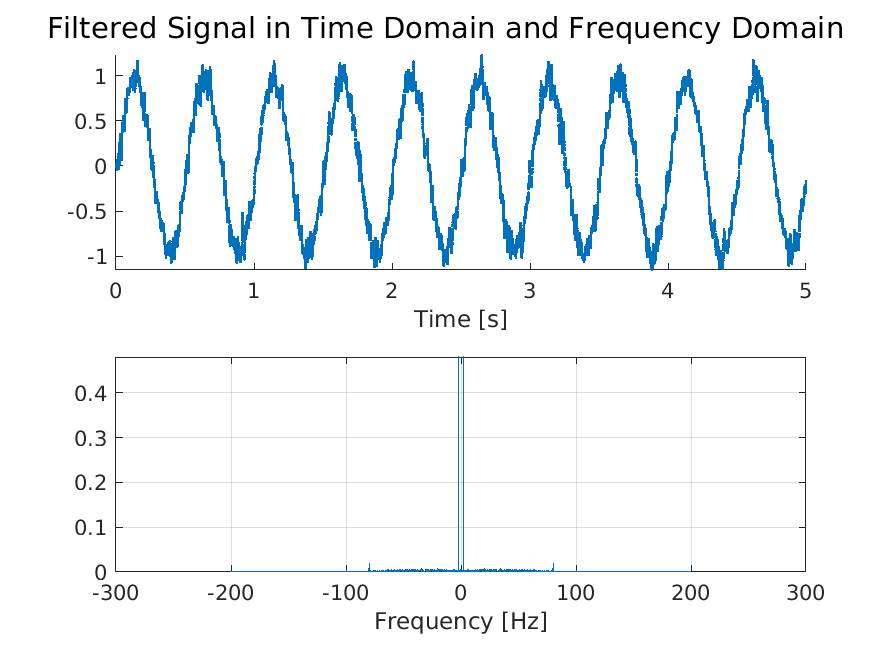 Filtered Signal in Time Domain and Frequency Domain
1
0.5
0
-0.5
-1
0 1 2 3 4 5
Time [s]
0.4
0.3
0.2
0.1
0
-300 -200 -100 0 100 200 300
Frequency [Hz]